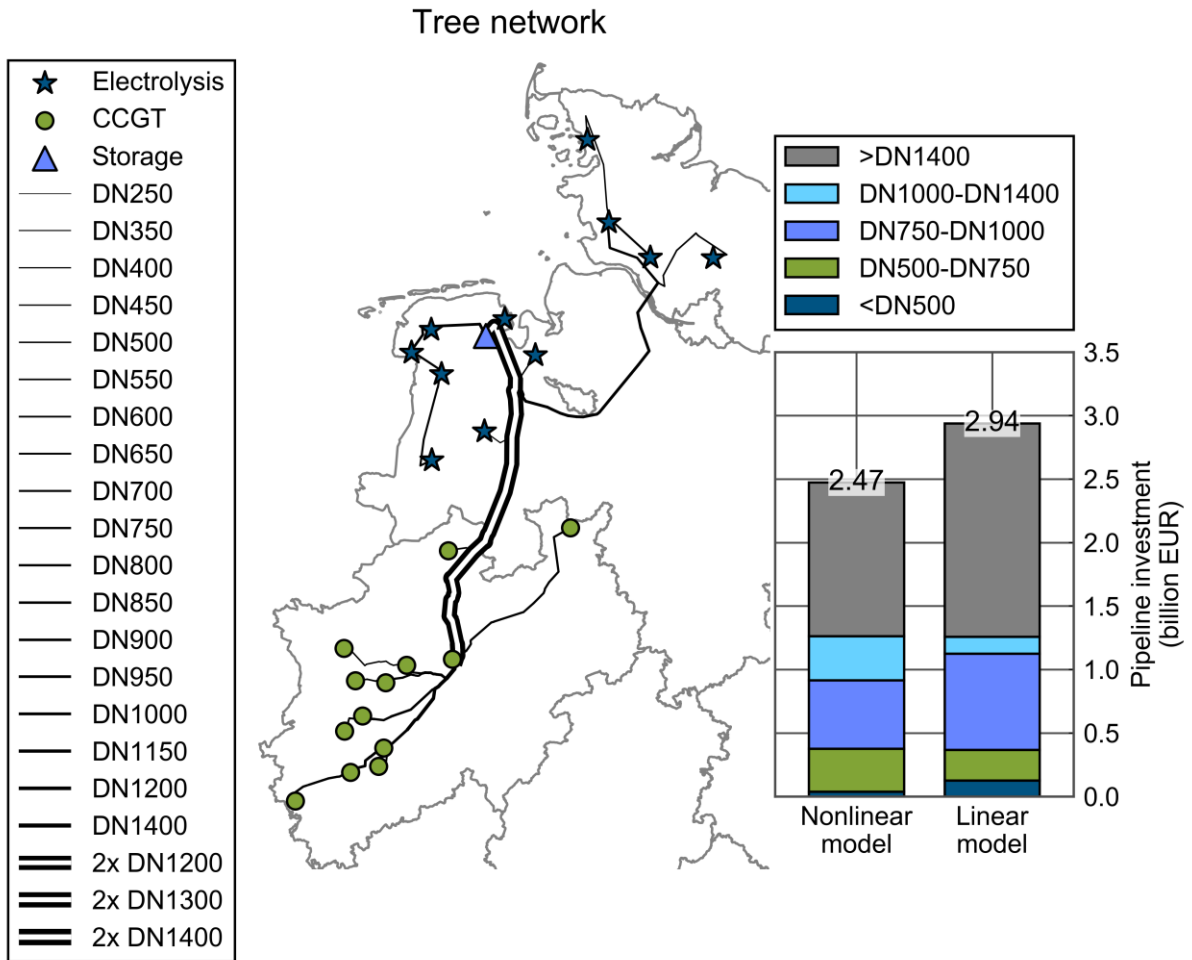 Tree network
Electrolysis
CCGT
Storage
DN250
DN350
DN400
DN450
DN500
DN550
DN600
DN650
DN700
DN750
DN800
DN850
DN900
DN950
DN1000
DN1150
DN1200
DN1400
2x DN1200
2x DN1300
2x DN1400
>DN1400
DN1000-DN1400
DN750-DN1000
DN500-DN750
<DN500
3.5
3.0
2.5
2.0
1.5
1.0
0.5
0.0
2.47
2.94
Pipeline investment
(billion EUR)
Nonlinear
model
Linear
model